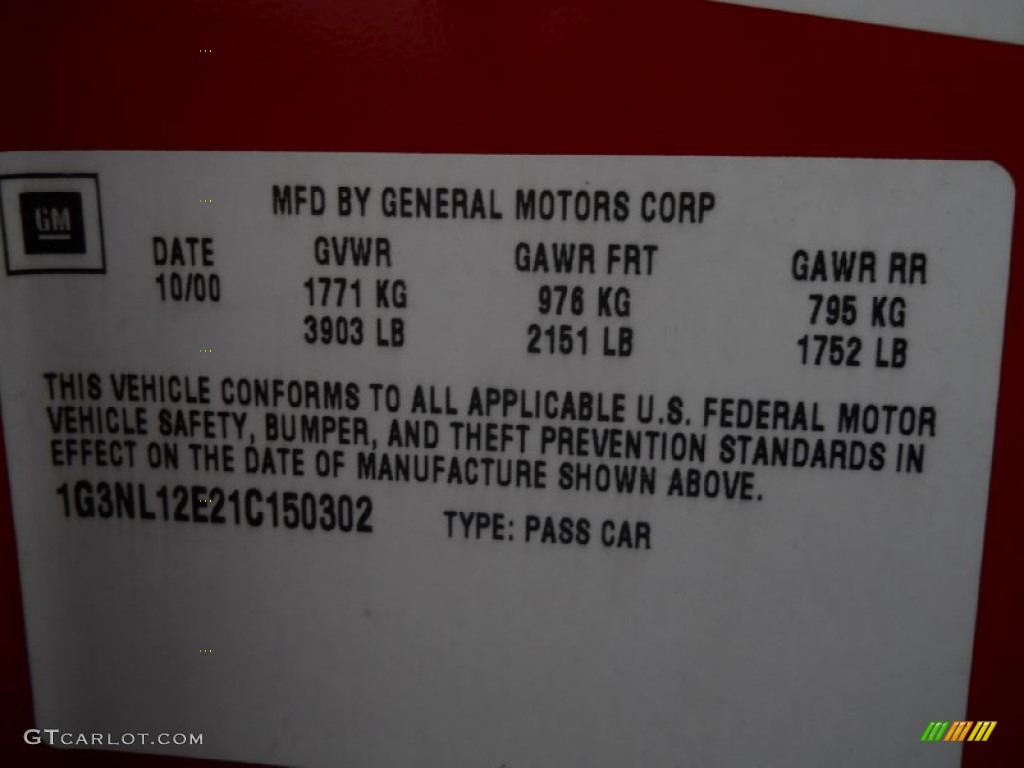 GM
MFD BY GENERAL MOTORS CORP
DATE GVWR GAWR FRT GAWR RR
10/00 1771 KG 976 KG 795 KG
3903 LB 2151 LB 1752 LB
THIS VEHICLE CONFORMS TO ALL APPLICABLE U.S. FEDERAL MOTOR
VEHICLE SAFETY, BUMPER, AND THEFT PREVENTION STANDARDS IN
EFFECT ON THE DATE OF MANUFACTURE SHOWN ABOVE.
1G3NL12E21C150302 TYPE: PASS CAR
GTCARLOT.COM